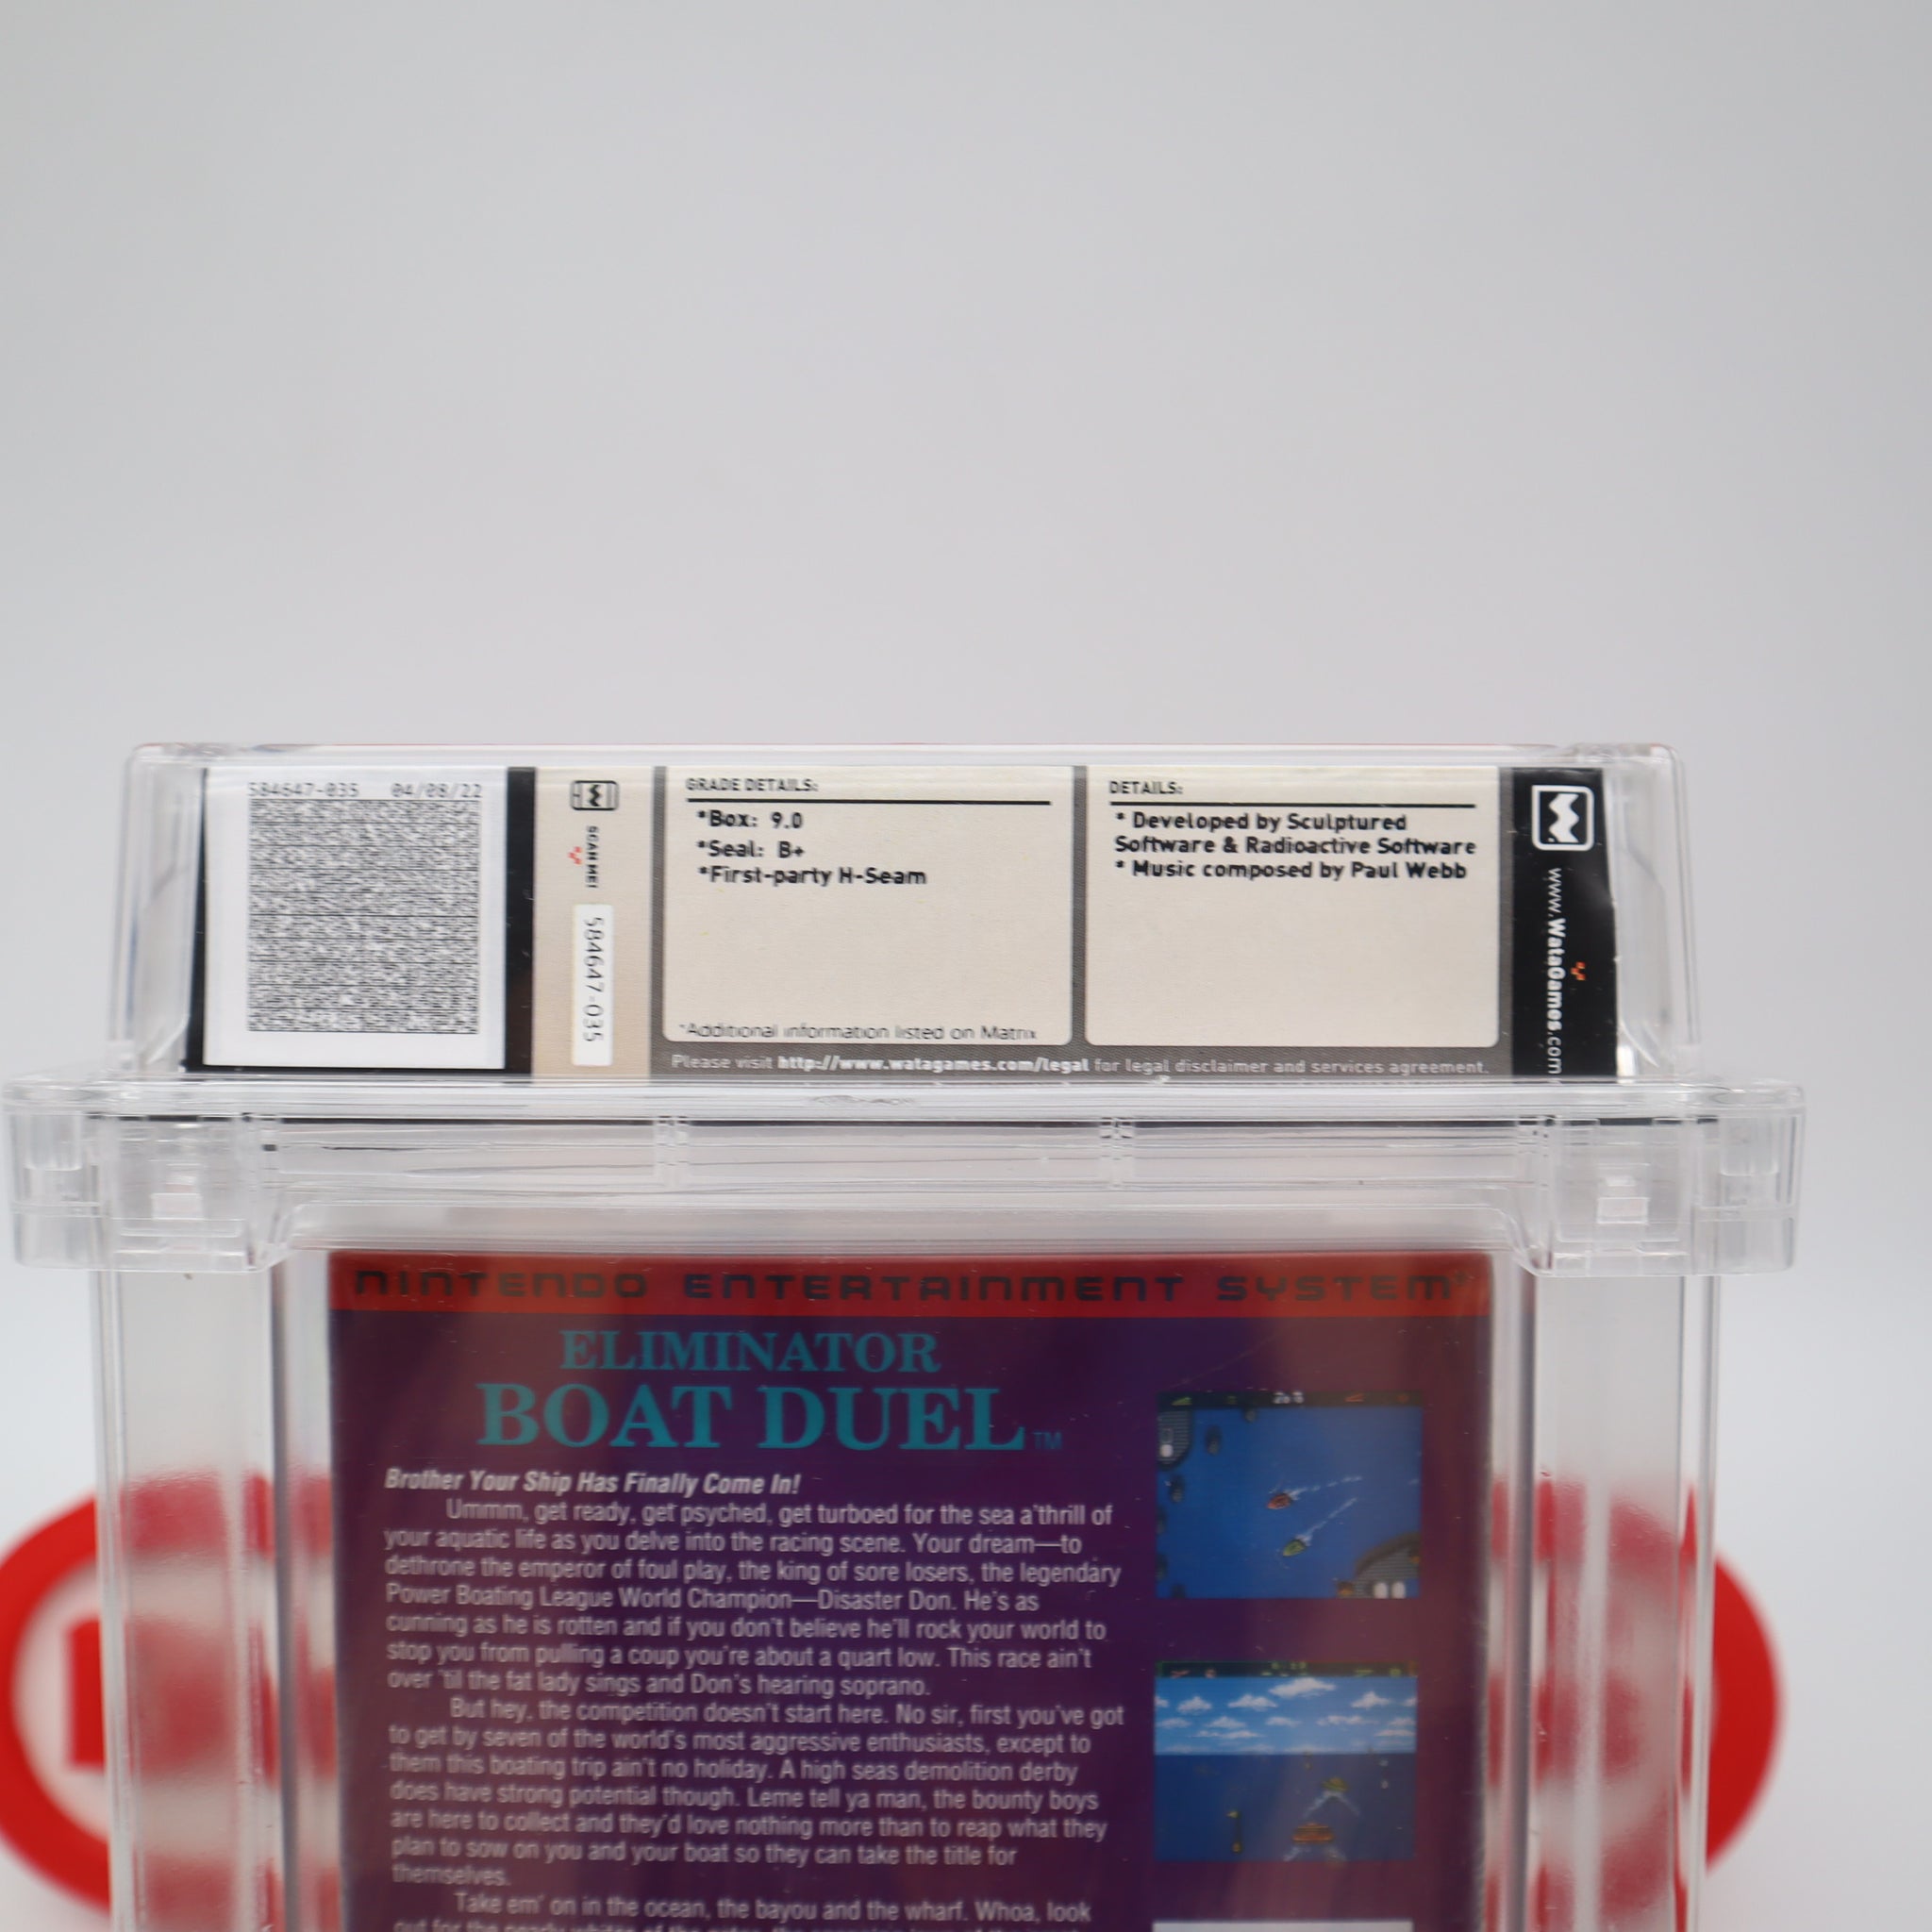 584647-035 04/08/22
SCAN ME!
584647-035
GRADE DETAILS:
*Box: 9.0
*Seal: B+
*First-party H-Seam
*Additional information listed on Matrix
DETAILS:
* Developed by Sculptured
Software & Radioactive Software
* Music composed by Paul Webb
Please visit http://www.watagames.com/legal for legal disclaimer and services agreement.
www.WataGames.com
NINTENDO ENTERTAINMENT SYSTEM®
ELIMINATOR
BOAT DUEL™
Brother Your Ship Has Finally Come In!
Ummm, get ready, get psyched, get turboed for the sea a'thrill of
your aquatic life as you delve into the racing scene. Your dream—to
dethrone the emperor of foul play, the king of sore losers, the legendary
Power Boating League World Champion—Disaster Don. He's as
cunning as he is rotten and if you don't believe he'll rock your world to
stop you from pulling a coup you're about a quart low. This race ain't
over 'til the fat lady sings and Don's hearing soprano.
But hey, the competition doesn't start here. No sir, first you've got
to get by seven of the world's most aggressive enthusiasts, except to
them this boating trip ain't no holiday. A high seas demolition derby
does have strong potential though. Leme tell ya man, the bounty boys
are here to collect and they'd love nothing more than to reap what they
plan to sow on you and your boat so they can take the title for
themselves.
Take em' on in the ocean, the bayou and the wharf. Whoa, look
out for the pearly whites of the